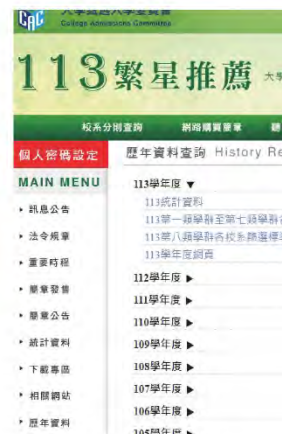 CAC
College Admissions Committee
113 繁星推薦
校系分則查詢 網路購買簡章
個人密碼設定
歷年資料查詢 History Re
MAIN MENU
113學年度 ▼
113統計資料
113第一類學群至第七類學群
113第八類學群各校系篩選標
113學年度網頁
112學年度 ▶
111學年度 ▶
110學年度 ▶
109學年度 ▶
108學年度 ▶
107學年度 ▶
106學年度 ▶
105學年度 ▶
訊息公告
法令規章
重要時程
簡章發售
簡章公告
統計資料
下載專區
相關網站
歷年資料